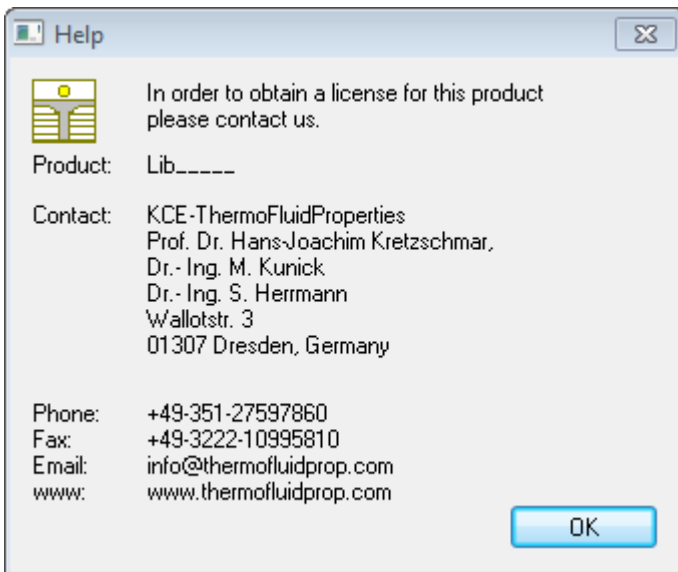 Help
In order to obtain a license for this product
please contact us.
Product: Lib_____
Contact: KCE-ThermoFluidProperties
Prof. Dr. Hans-Joachim Kretzschmar,
Dr.- Ing. M. Kunick
Dr.- Ing. S. Herrmann
Wallotstr. 3
01307 Dresden, Germany
Phone: +49-351-27597860
Fax: +49-3222-10995810
Email: info@thermofluidprop.com
www: www.thermofluidprop.com
OK